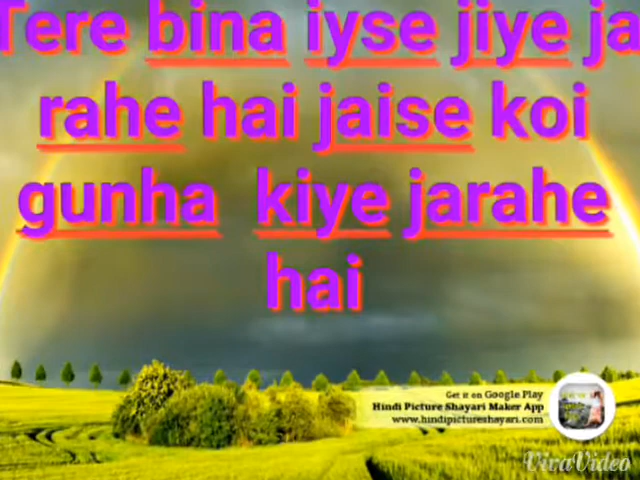 Tere bina iyse jiye ja
rahe hai jaise koi
gunha kiye jarahe
hai
Get it on Google Play
Hindi Picture Shayari Maker App
www.hindipictureshayari.com
VivaVideo